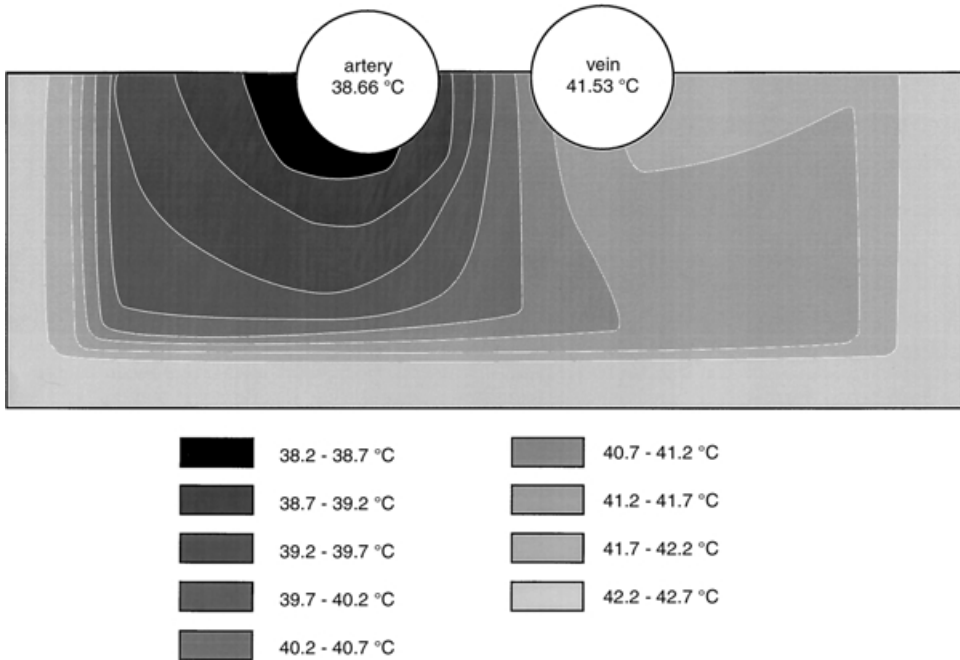 artery
38.66 °C
vein
41.53 °C
38.2 - 38.7 °C
38.7 - 39.2 °C
39.2 - 39.7 °C
39.7 - 40.2 °C
40.2 - 40.7 °C
40.7 - 41.2 °C
41.2 - 41.7 °C
41.7 - 42.2 °C
42.2 - 42.7 °C